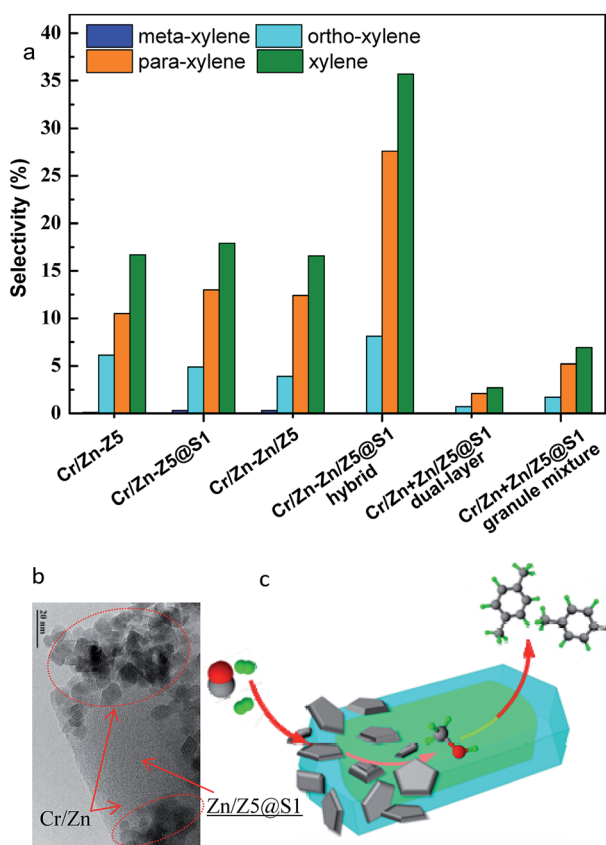 a
meta-xylene
ortho-xylene
para-xylene
xylene
Selectivity (%)
40
35
30
25
20
15
10
5
0
Cr/Zn-Z5
Cr/Zn-Z5@S1
Cr/Zn-Zn/Z5
Cr/Zn-Zn/Z5@S1
hybrid
Cr/Zn+Zn/Z5@S1
dual-layer
Cr/Zn+Zn/Z5@S1
granule mixture
b
c
20 nm
Cr/Zn
Zn/Z5@S1